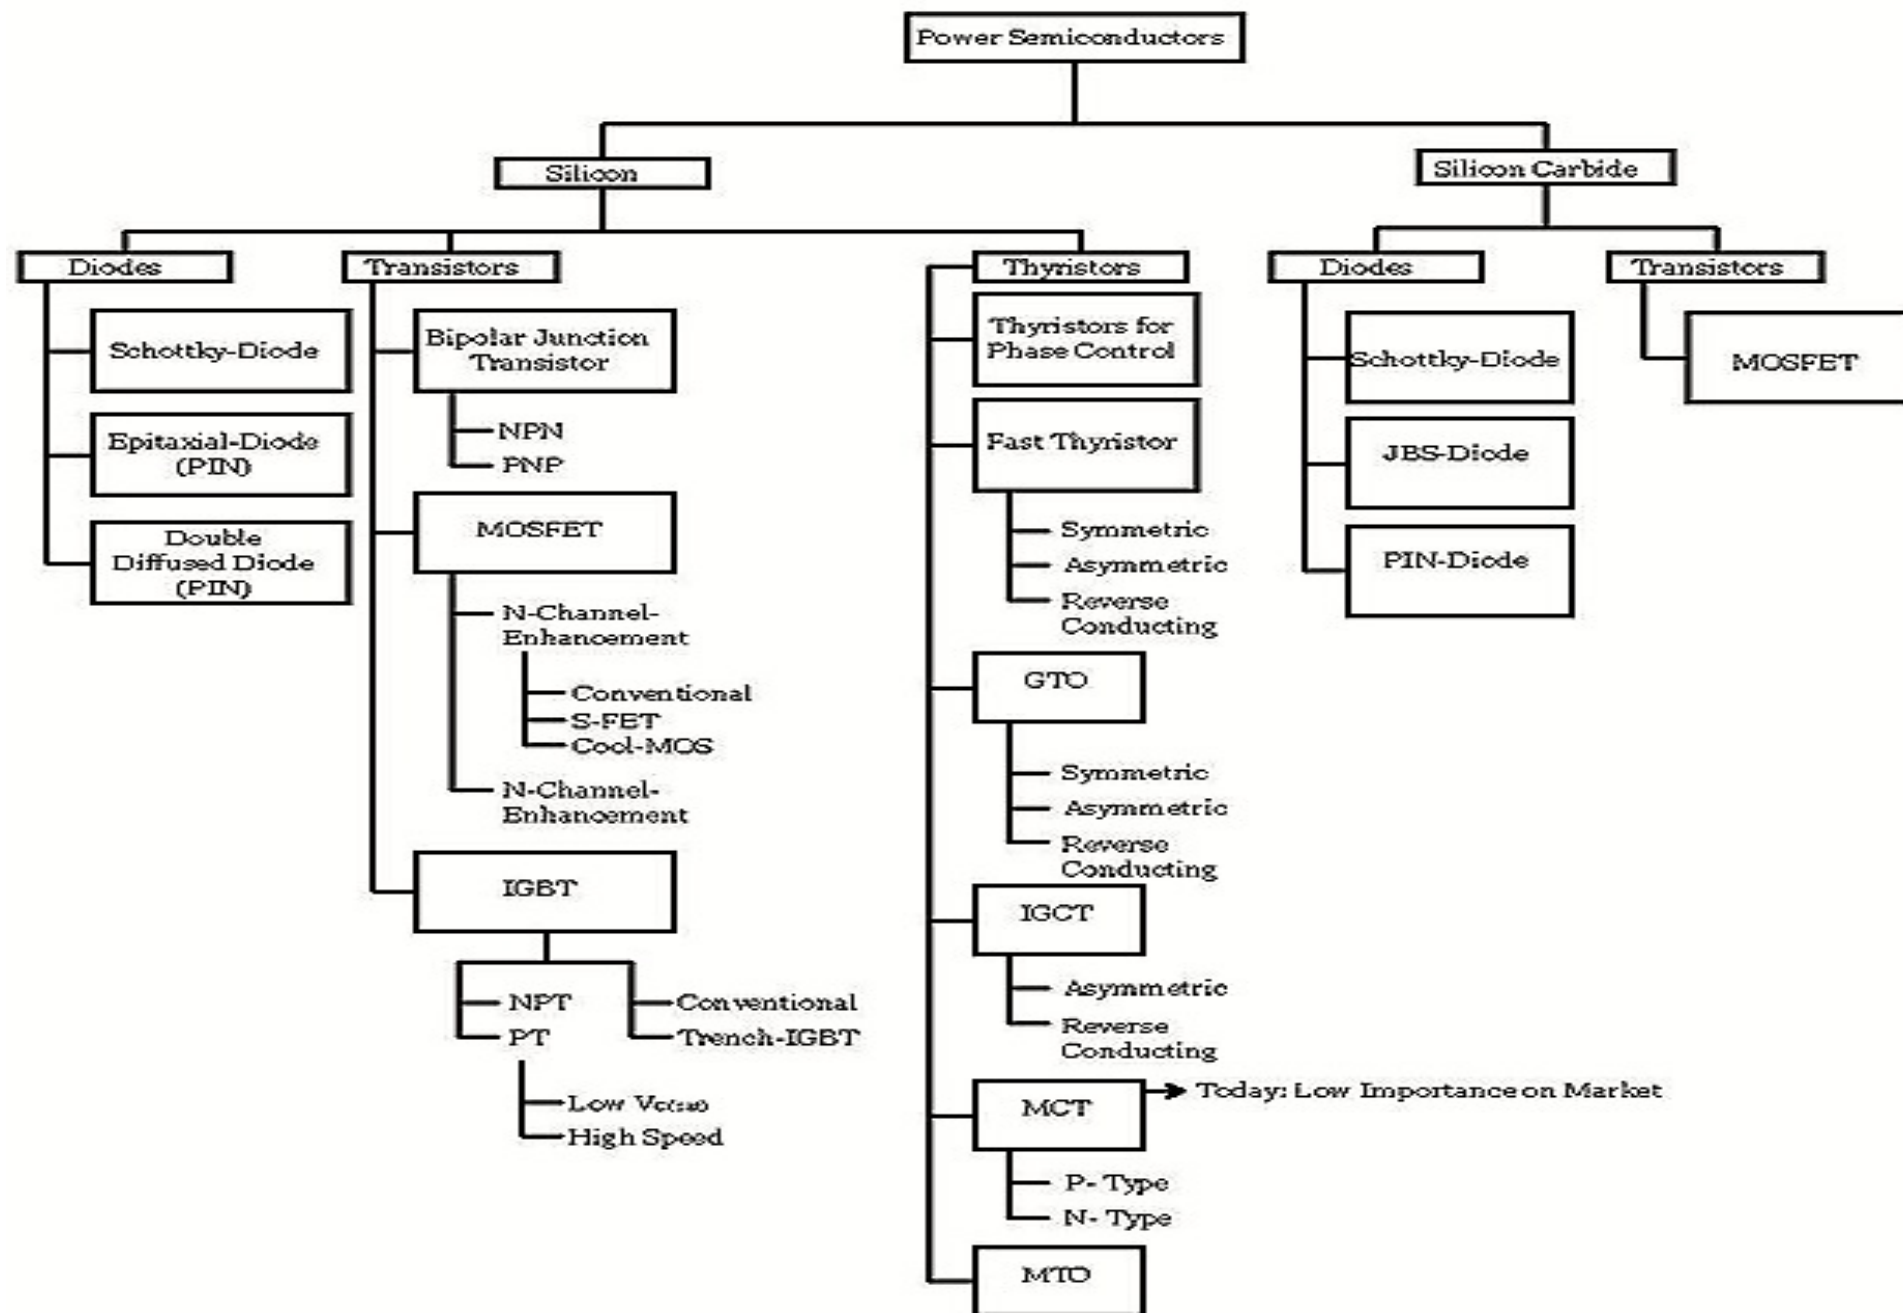 Power Semiconductors
Silicon
Silicon Carbide
Diodes
Transistors
Thyristors
Diodes
Transistors
Schottky-Diode
Epitaxial-Diode
(PIN)
Double
Diffused Diode
(PIN)
Bipolar Junction
Transistor
NPN
PNP
MOSFET
N-Channel-
Enhancement
Conventional
S-FET
Cool-MOS
N-Channel-
Enhancement
IGBT
NPT
PT
Conventional
Trench-IGBT
Low
High Speed
Thyristors for
Phase Control
Fast Thyristor
Symmetric
Asymmetric
Reverse
Conducting
GTO
Symmetric
Asymmetric
Reverse
Conducting
IGCT
Asymmetric
Reverse
Conducting
MCT
Today: Low Importance on Market
P- Type
N- Type
MTO
Schottky-Diode
JBS-Diode
PIN-Diode
MOSFET